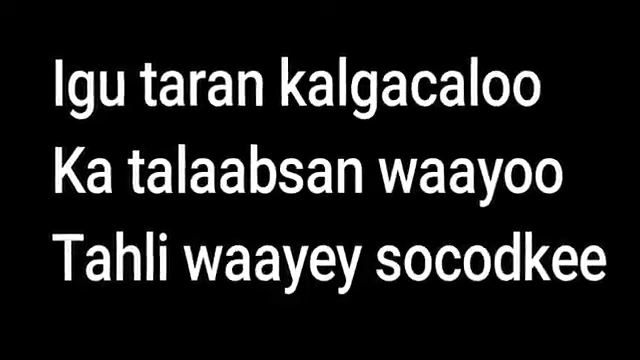 Igu taran kalgacaloo
Ka talaabsan waayoo
Tahli waayey socodkee